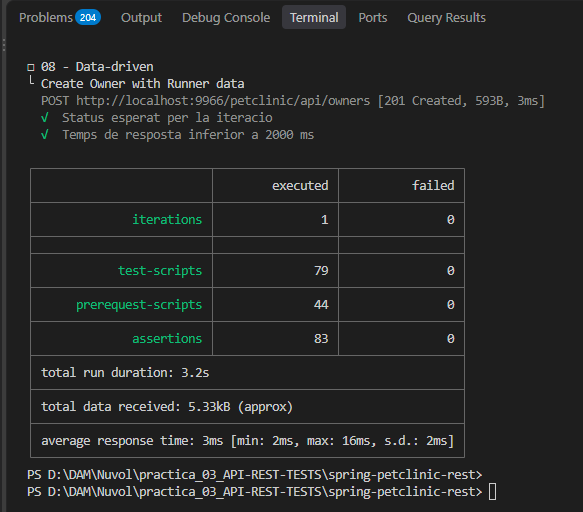 Problems 204 Output Debug Console Terminal Ports Query Results
□ 08 - Data-driven
└ Create Owner with Runner data
POST http://localhost:9966/petclinic/api/owners [201 Created, 593B, 3ms]
√ Status esperat per la iteracio
√ Temps de resposta inferior a 2000 ms
executed failed
iterations 1 0
test-scripts 79 0
prerequest-scripts 44 0
assertions 83 0
total run duration: 3.2s
total data received: 5.33kB (approx)
average response time: 3ms [min: 2ms, max: 16ms, s.d.: 2ms]
PS D:\DAM\Nuvol\practica_03_API-REST-TESTS\spring-petclinic-rest>
PS D:\DAM\Nuvol\practica_03_API-REST-TESTS\spring-petclinic-rest>